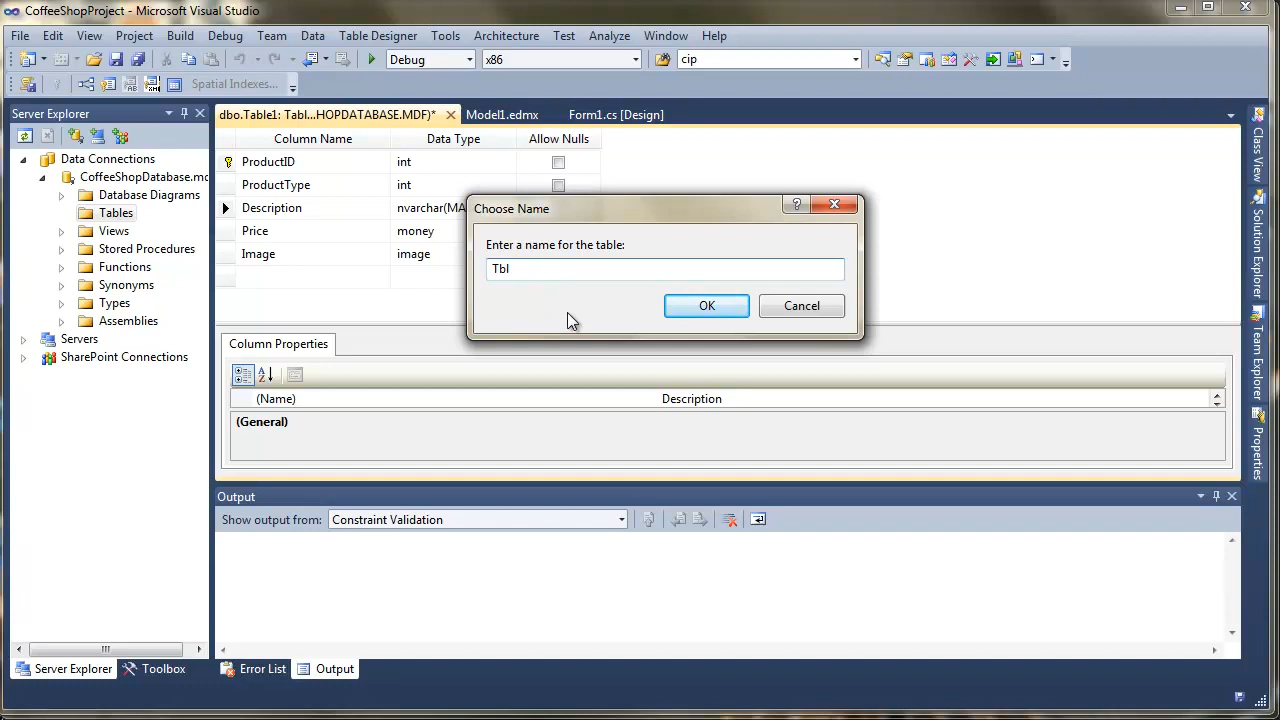 CoffeeShopProject - Microsoft Visual Studio
File Edit View Project Build Debug Team Data Table Designer Tools Architecture Test Analyze Window Help
Debug x86 cip
Spatial Indexes...
Server Explorer
Data Connections
CoffeeShopDatabase.mc
Database Diagrams
Tables
Views
Stored Procedures
Functions
Synonyms
Types
Assemblies
Servers
SharePoint Connections
Server Explorer Toolbox
dbo.Table1: Tabl...HOPDATABASE.MDF)* Model1.edmx Form1.cs [Design]
Column Name Data Type Allow Nulls
ProductID int
ProductType int
Description nvarchar(MA
Price money
Image image
Choose Name
Enter a name for the table:
Tbl
OK Cancel
Column Properties
(Name) Description
(General)
Output
Show output from: Constraint Validation
Error List Output
Class View
Solution Explorer
Team Explorer
Properties